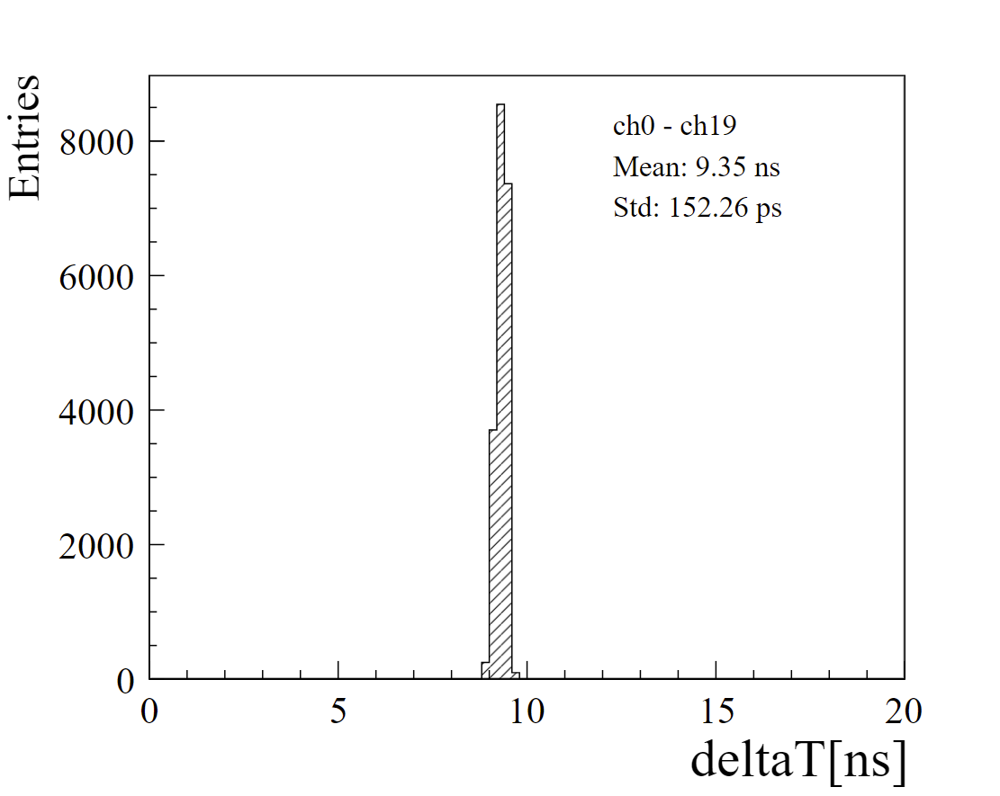 Entries
8000
6000
4000
2000
0
ch0 - ch19
Mean: 9.35 ns
Std: 152.26 ps
0 5 10 15 20
deltaT[ns]